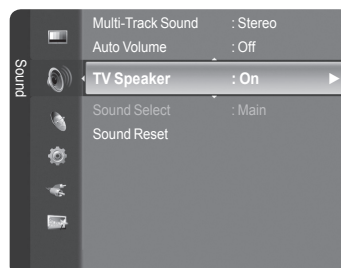 Sound
Multi-Track Sound : Stereo
Auto Volume : Off
TV Speaker : On
Sound Select : Main
Sound Reset